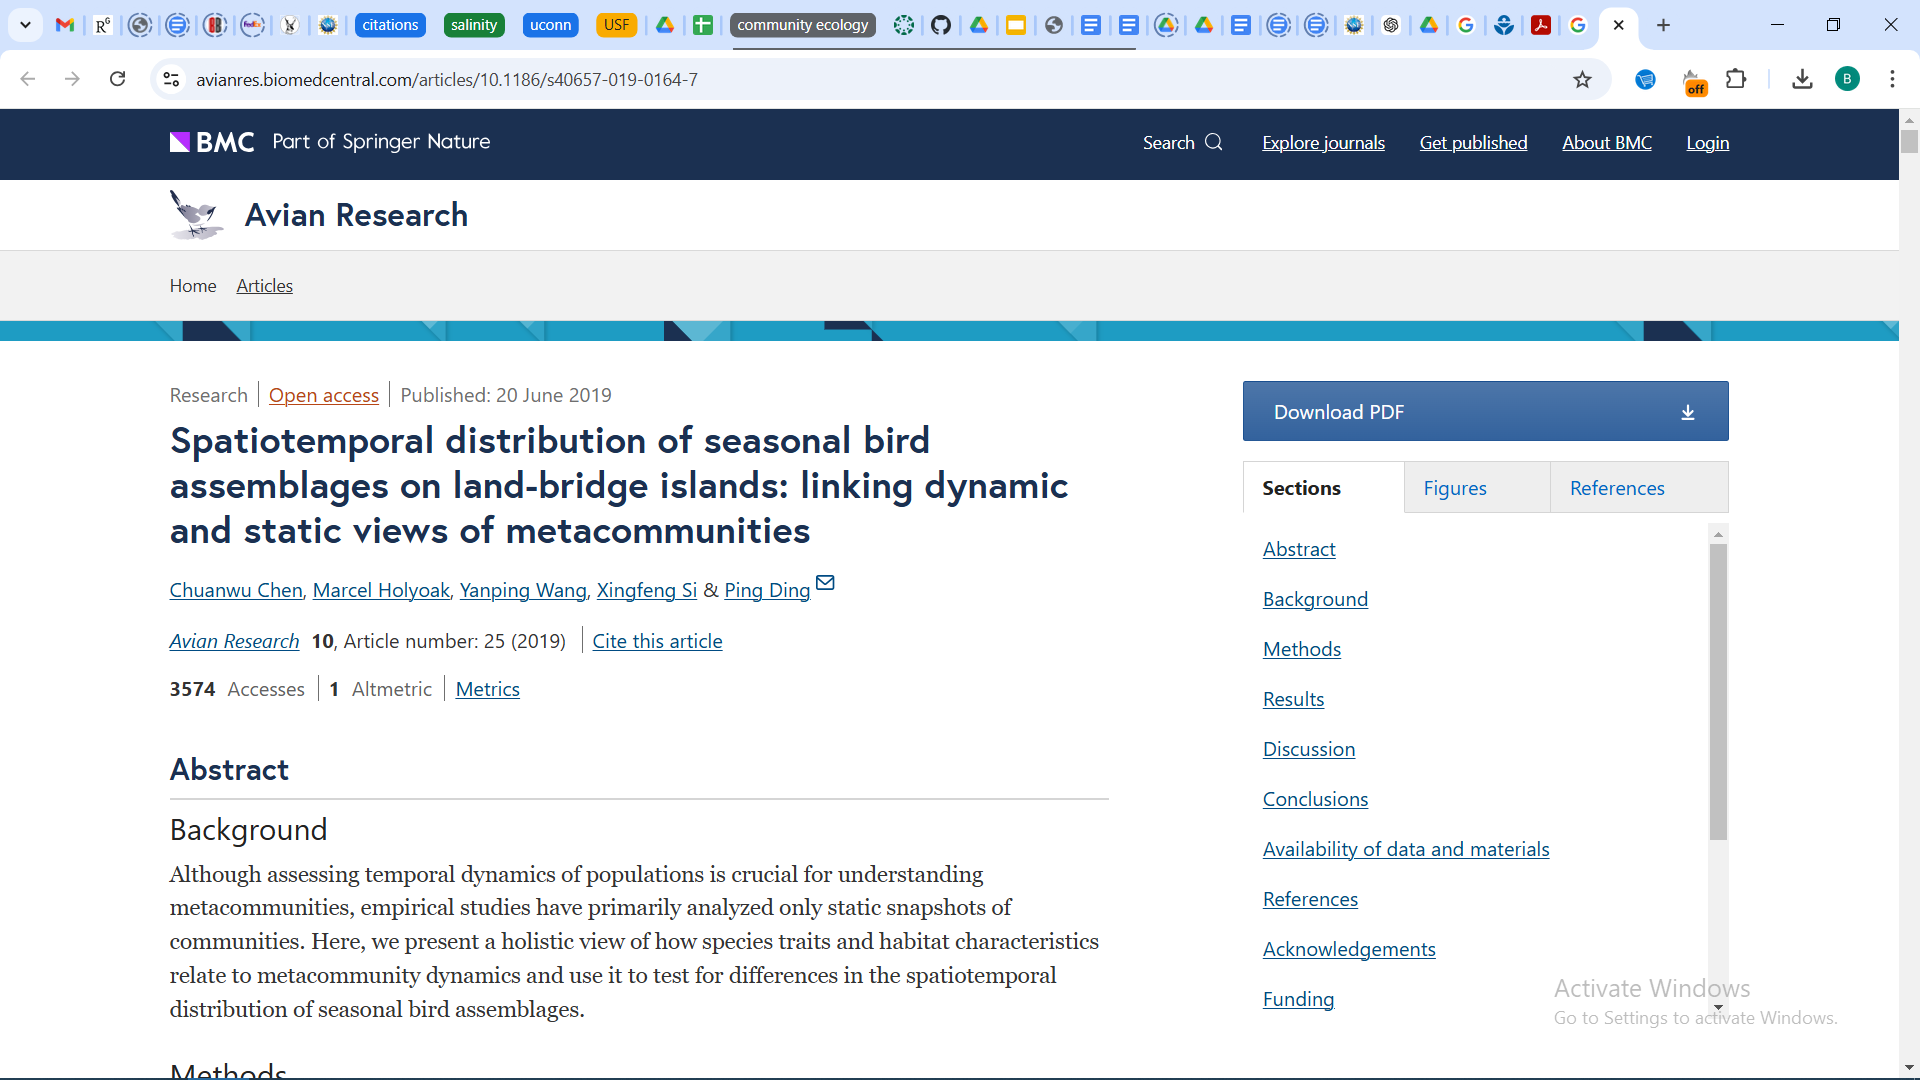 citations salinity uconn USF community ecology
avianres.biomedcentral.com/articles/10.1186/s40657-019-0164-7
off
B
BMC Part of Springer Nature Search Explore journals Get published About BMC Login
Avian Research
Home Articles
Research Open access Published: 20 June 2019
Spatiotemporal distribution of seasonal bird
assemblages on land-bridge islands: linking dynamic
and static views of metacommunities
Chuanwu Chen, Marcel Holyoak, Yanping Wang, Xingfeng Si & Ping Ding
Avian Research 10, Article number: 25 (2019) Cite this article
3574 Accesses 1 Altmetric Metrics
Abstract
Background
Although assessing temporal dynamics of populations is crucial for understanding
metacommunities, empirical studies have primarily analyzed only static snapshots of
communities. Here, we present a holistic view of how species traits and habitat characteristics
relate to metacommunity dynamics and use it to test for differences in the spatiotemporal
distribution of seasonal bird assemblages.
Methods
Download PDF
Sections Figures References
Abstract
Background
Methods
Results
Discussion
Conclusions
Availability of data and materials
References
Acknowledgements
Funding
Activate Windows
Go to Settings to activate Windows.